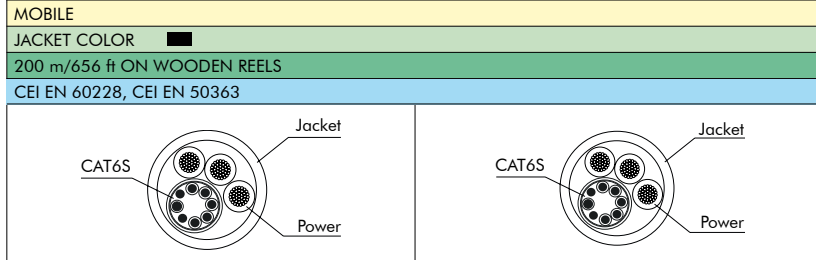 MOBILE
JACKET COLOR
200 m/656 ft ON WOODEN REELS
CEI EN 60228, CEI EN 50363
Jacket
CAT6S
Power
Jacket
CAT6S
Power